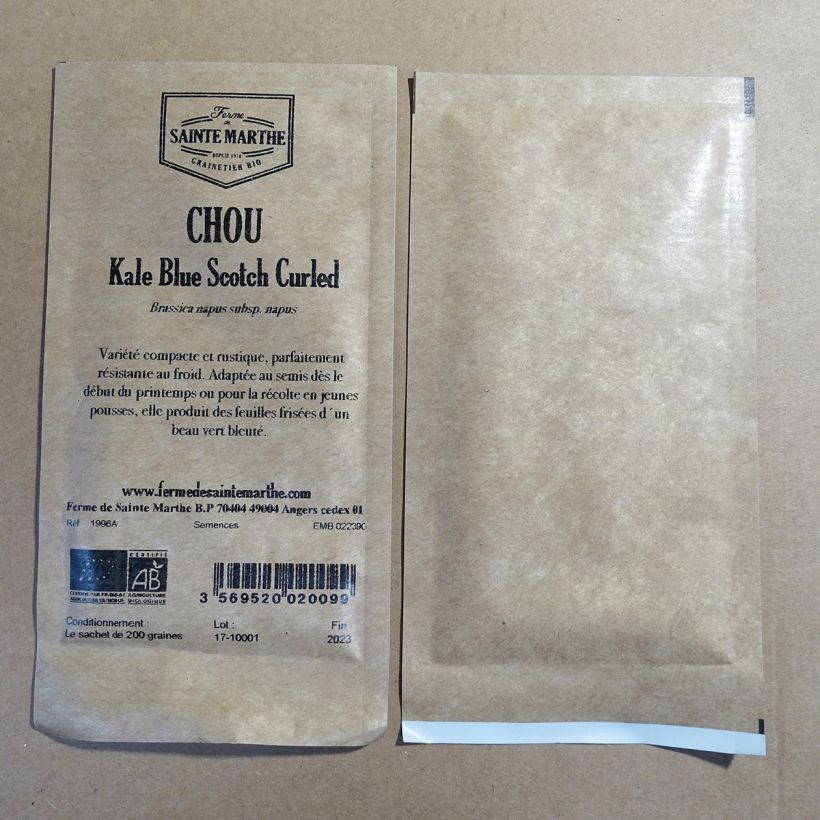 Ferme
de
SAINTE MARTHE
DEPUIS 1974
GRAINETIER BIO
CHOU
Kale Blue Scotch Curled
Brassica napus subsp. napus
Variété compacte et rustique, parfaitement
résistante au froid. Adaptée au semis dès le
début du printemps ou pour la récolte en jeunes
pousses, elle produit des feuilles frisées d´un
beau vert bleuté.
www.fermedesaintemarthe.com
Ferme de Sainte Marthe B.P 70404 49004 Angers cedex 01
Réf 1996A Semences EMB 02239C
CERTIFIÉ
AB
AGRICULTURE
BIOLOGIQUE
3 569520 020099
Conditionnement : Lot : Fin
Le sachet de 200 graines 17-10001 2023